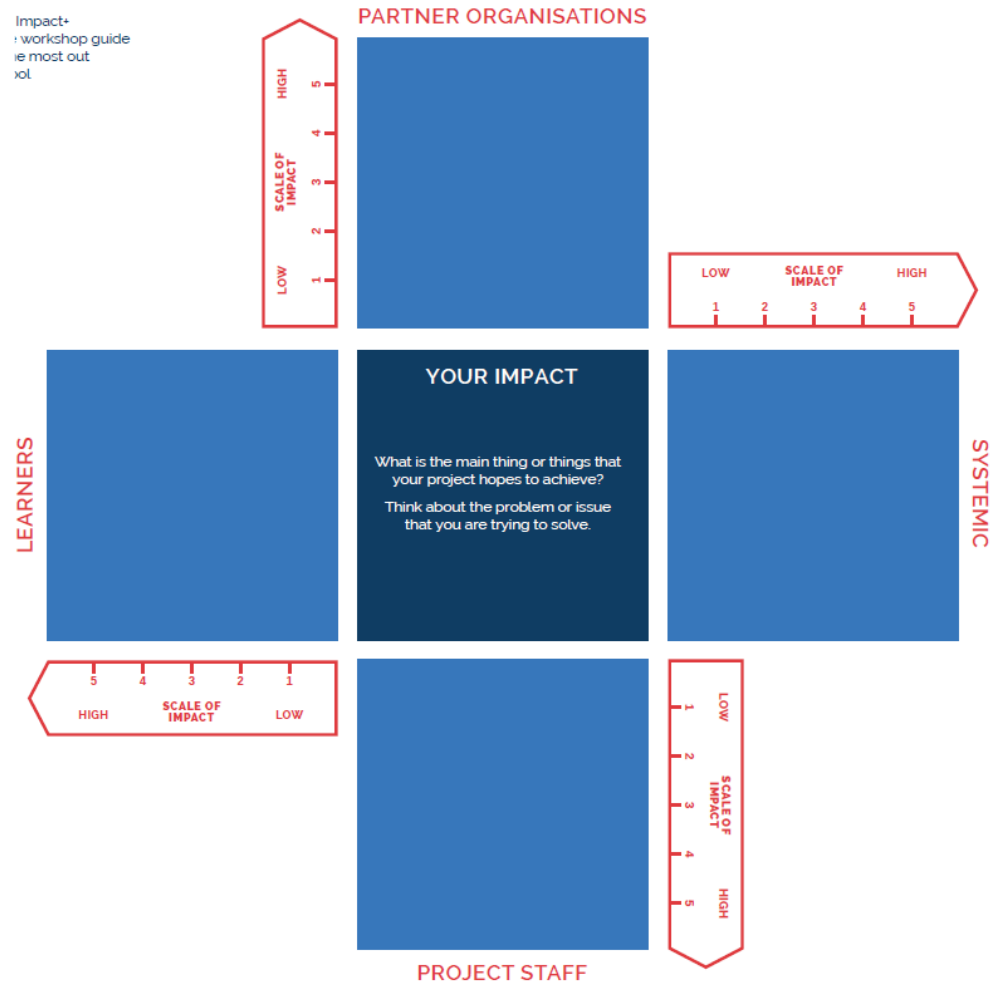 Impact+
workshop guide
most out
PARTNER ORGANISATIONS
HIGH
SCALE OF
IMPACT
LOW
5
4
3
2
1
LOW
SCALE OF
IMPACT
HIGH
1 2 3 4 5
LEARNERS
YOUR IMPACT
What is the main thing or things that
your project hopes to achieve?
Think about the problem or issue
that you are trying to solve.
SYSTEMIC
5 4 3 2 1
HIGH
SCALE OF
IMPACT
LOW
1
2
3
4
5
LOW
SCALE OF
IMPACT
HIGH
PROJECT STAFF